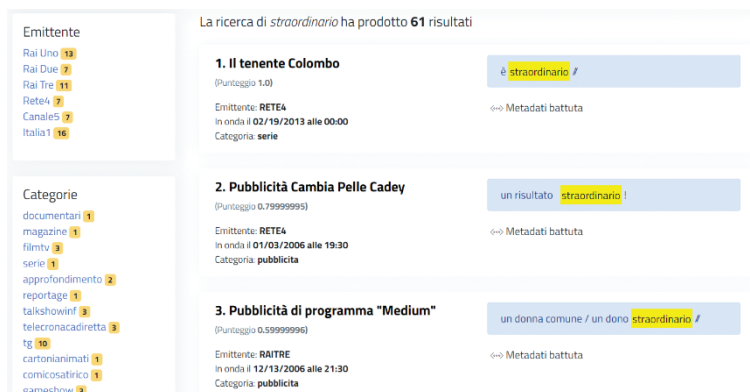 Emittente
Rai Uno 13
Rai Due 7
Rai Tre 11
Rete4 7
Canale5 7
Italia1 16
Categorie
documentari 1
magazine 1
filmtv 3
serie 1
approfondimento 2
reportage 1
talkshowinf 3
telecronacadiretta 3
tg 10
cartonianimati 1
comicosatirico 1
gameshow 3
La ricerca di straordinario ha prodotto 61 risultati
1. Il tenente Colombo
(Punteggio 1.0)
Emittente: RETE4
In onda il 02/19/2013 alle 00:00
Categoria: serie
è straordinario //
<--> Metadati battuta
2. Pubblicità Cambia Pelle Cadey
(Punteggio 0.79999995)
Emittente: RETE4
In onda il 01/03/2006 alle 19:30
Categoria: pubblicita
un risultato straordinario !
<--> Metadati battuta
3. Pubblicità di programma "Medium"
(Punteggio 0.59999996)
Emittente: RAITRE
In onda il 12/13/2006 alle 21:30
Categoria: pubblicita
un donna comune / un dono straordinario //
<--> Metadati battuta